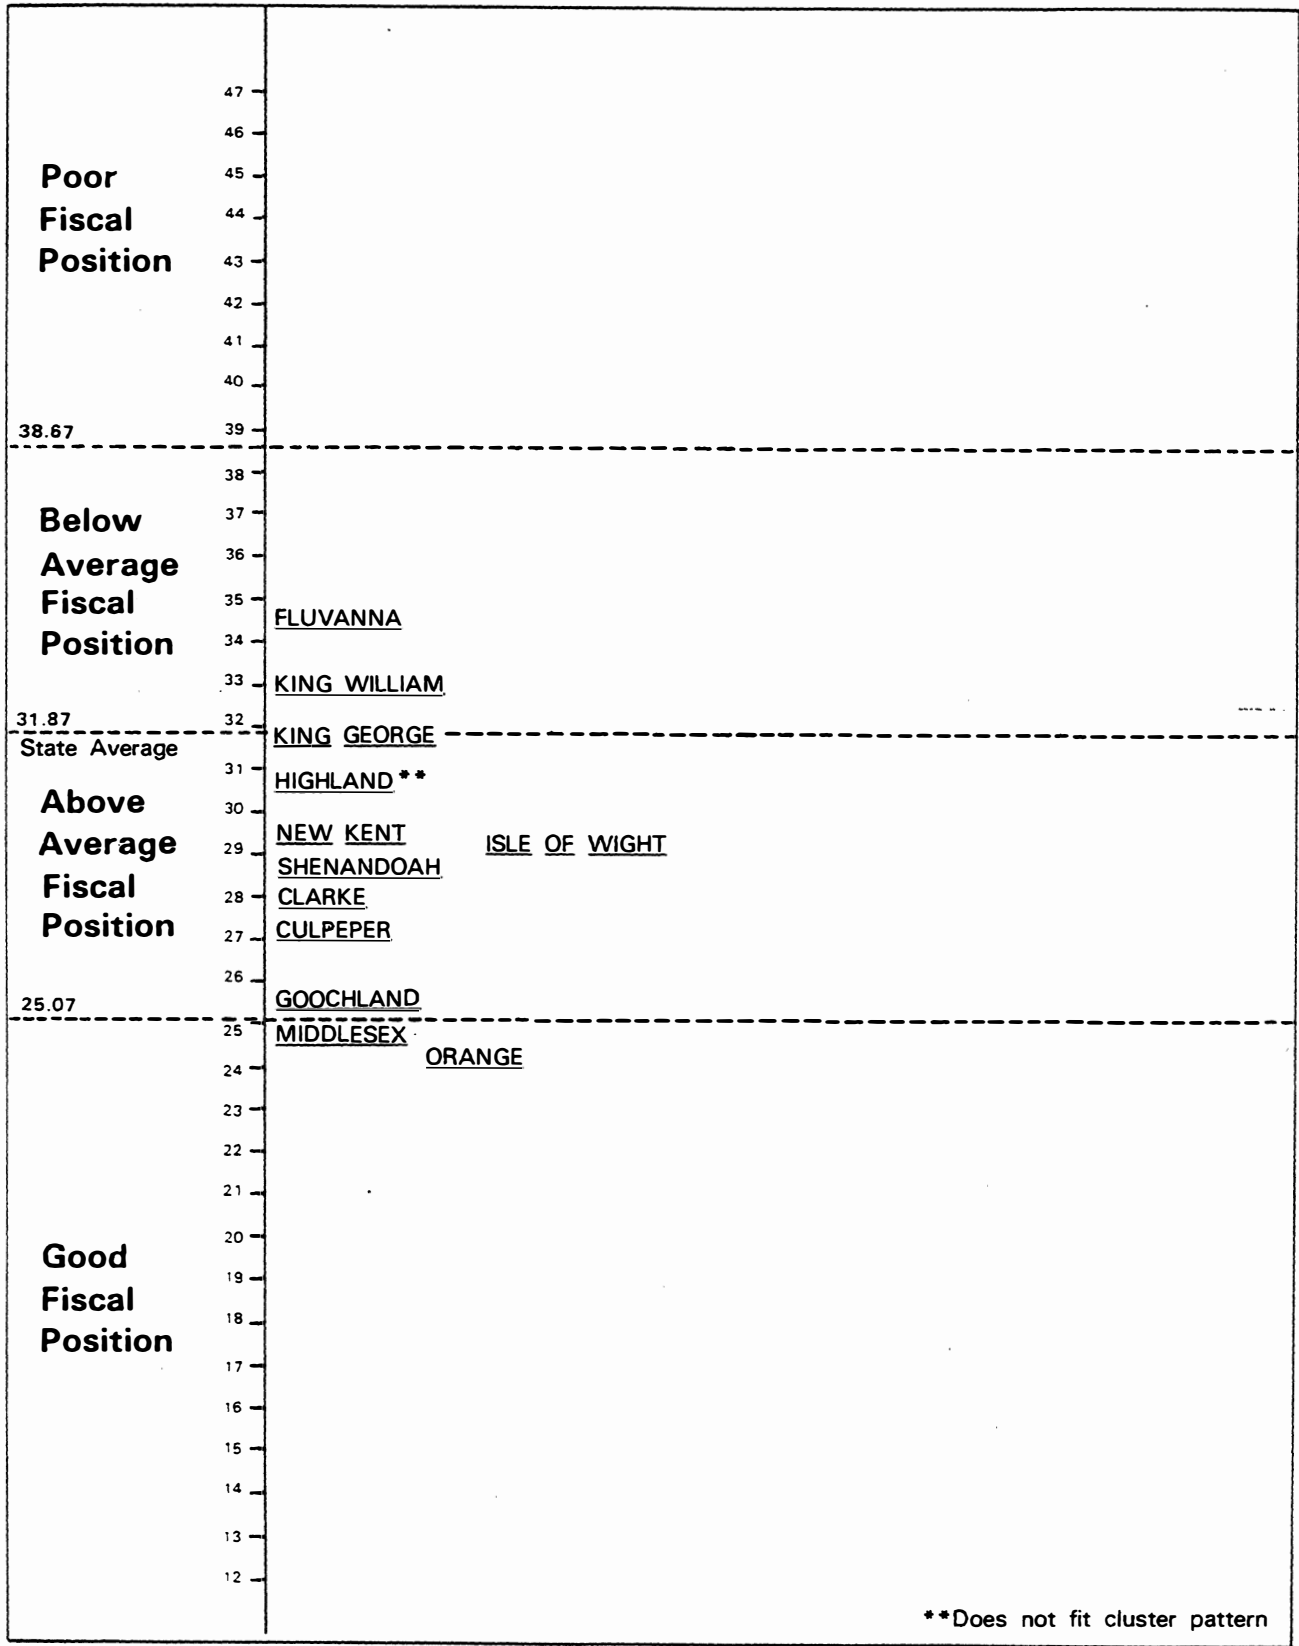 47
46
Poor
45
Fiscal
44
Position
43
42
41
40
38.67
39
38
Below
37
Average
36
Fiscal
35
FLUVANNA
Position
34
33
KING WILLIAM
31.87
32
KING GEORGE
State Average
31
HIGHLAND**
Above
30
Average
NEW KENT
ISLE OF WIGHT
29
SHENANDOAH
Fiscal
28
CLARKE
Position
27
CULPEPER
26
25.07
GOOCHLAND
25
MIDDLESEX
ORANGE
24
23
22
21
20
Good
19
Fiscal
18
Position
17
16
15
14
13
12
**Does not fit cluster pattern